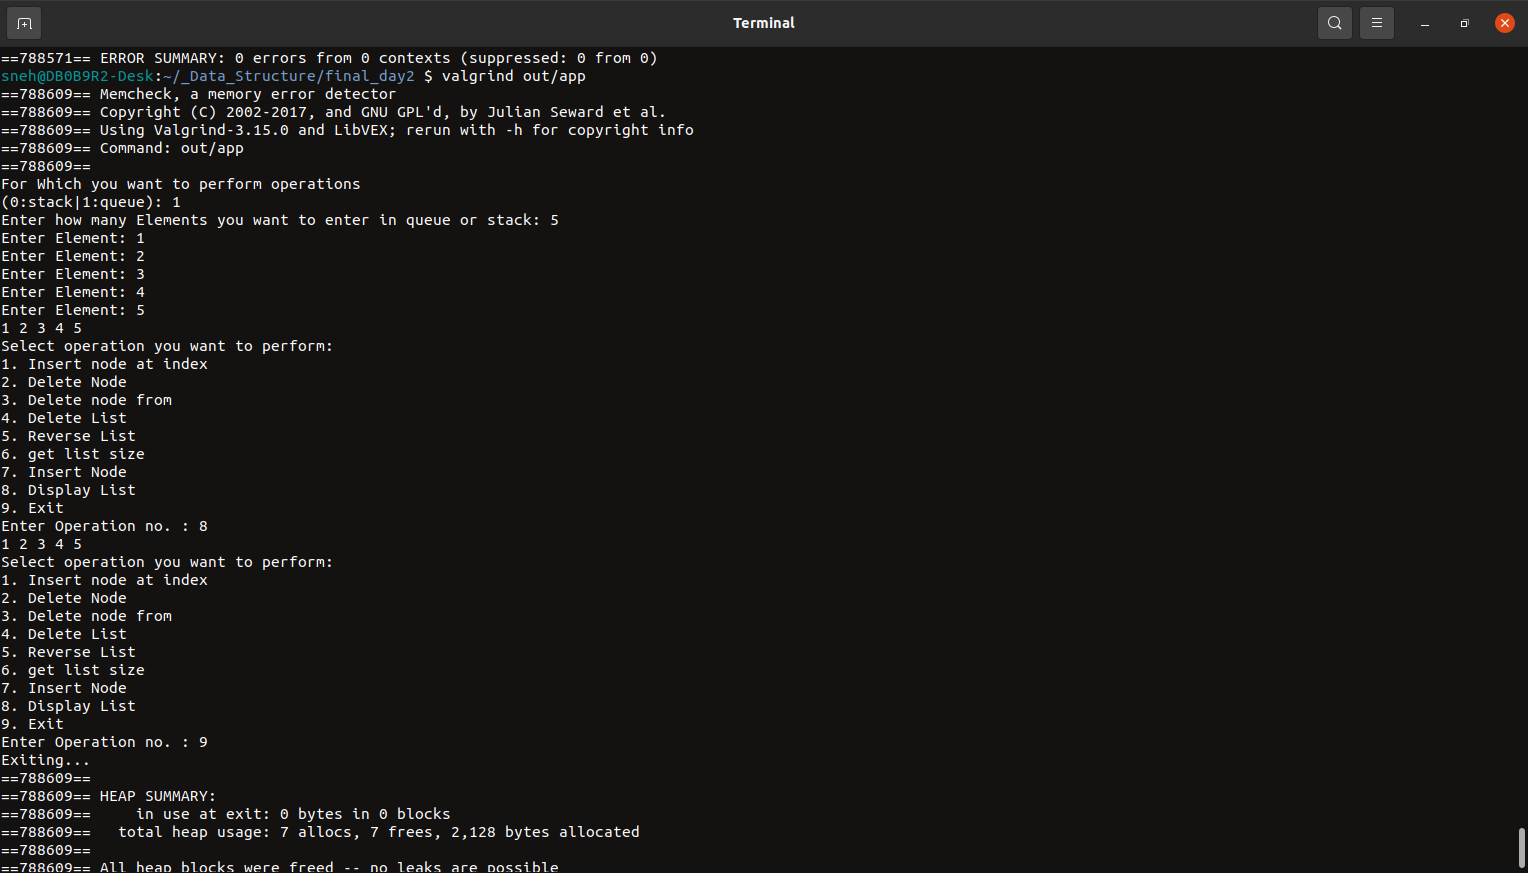 Terminal
==788571== ERROR SUMMARY: 0 errors from 0 contexts (suppressed: 0 from 0)
sneh@DB0B9R2-Desk:~/_Data_Structure/final_day2 $ valgrind out/app
==788609== Memcheck, a memory error detector
==788609== Copyright (C) 2002-2017, and GNU GPL'd, by Julian Seward et al.
==788609== Using Valgrind-3.15.0 and LibVEX; rerun with -h for copyright info
==788609== Command: out/app
==788609==
For Which you want to perform operations
(0:stack|1:queue): 1
Enter how many Elements you want to enter in queue or stack: 5
Enter Element: 1
Enter Element: 2
Enter Element: 3
Enter Element: 4
Enter Element: 5
1 2 3 4 5
Select operation you want to perform:
1. Insert node at index
2. Delete Node
3. Delete node from
4. Delete List
5. Reverse List
6. get list size
7. Insert Node
8. Display List
9. Exit
Enter Operation no. : 8
1 2 3 4 5
Select operation you want to perform:
1. Insert node at index
2. Delete Node
3. Delete node from
4. Delete List
5. Reverse List
6. get list size
7. Insert Node
8. Display List
9. Exit
Enter Operation no. : 9
Exiting...
==788609==
==788609== HEAP SUMMARY:
==788609==     in use at exit: 0 bytes in 0 blocks
==788609==   total heap usage: 7 allocs, 7 frees, 2,128 bytes allocated
==788609==
==788609== All heap blocks were freed -- no leaks are possible